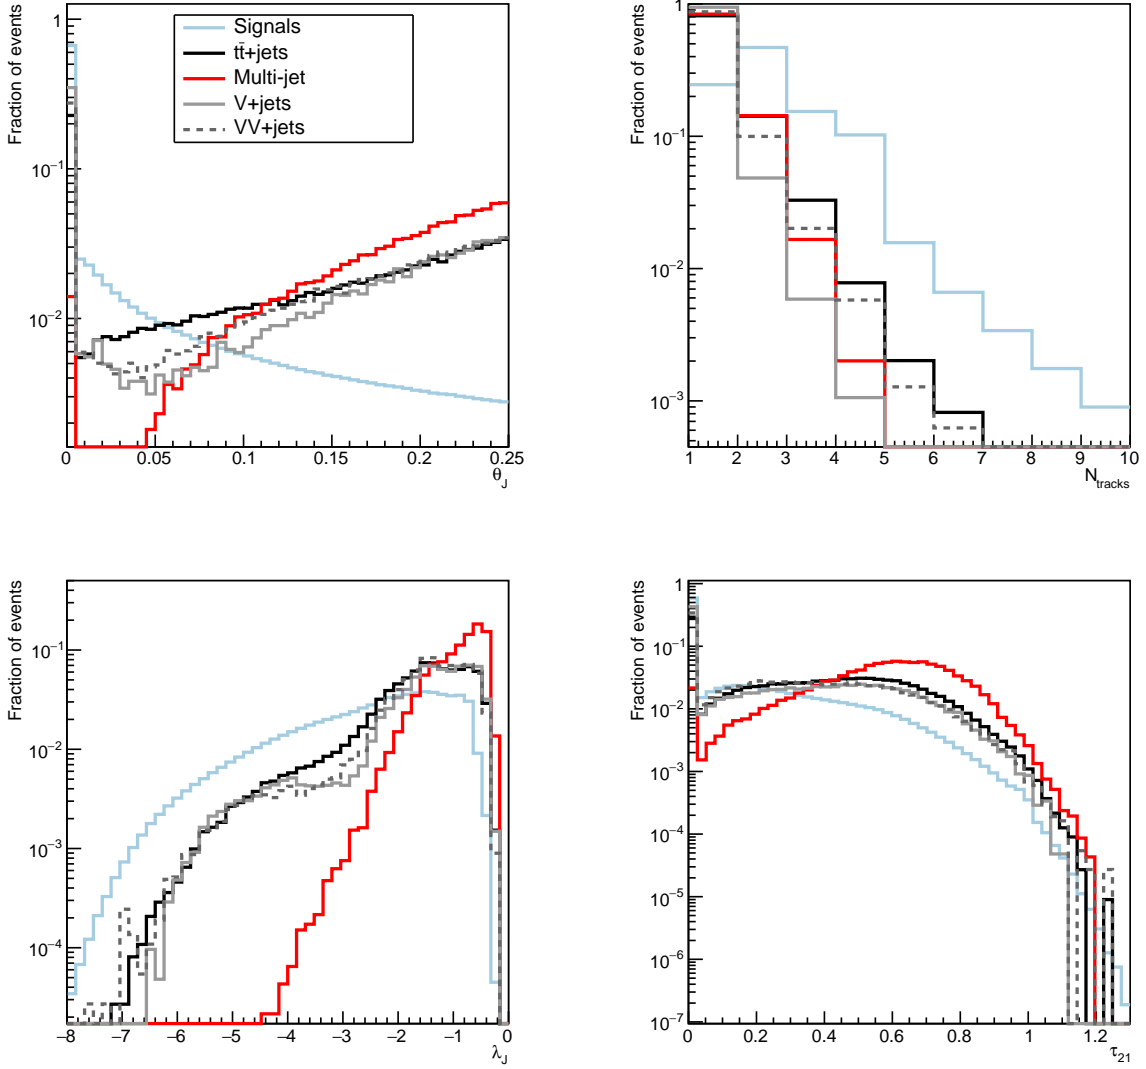 Fraction of events
1
10⁻¹
10⁻²
0 0.05 0.1 0.15 0.2 0.25
θ_J
Signals
tt̄+jets
Multi-jet
V+jets
VV+jets
Fraction of events
1
10⁻¹
10⁻²
10⁻³
1 2 3 4 5 6 7 8 9 10
N_tracks
Fraction of events
10⁻¹
10⁻²
10⁻³
10⁻⁴
−8 −7 −6 −5 −4 −3 −2 −1 0
λ_J
Fraction of events
1
10⁻¹
10⁻²
10⁻³
10⁻⁴
10⁻⁵
10⁻⁶
10⁻⁷
0 0.2 0.4 0.6 0.8 1 1.2
τ₂₁